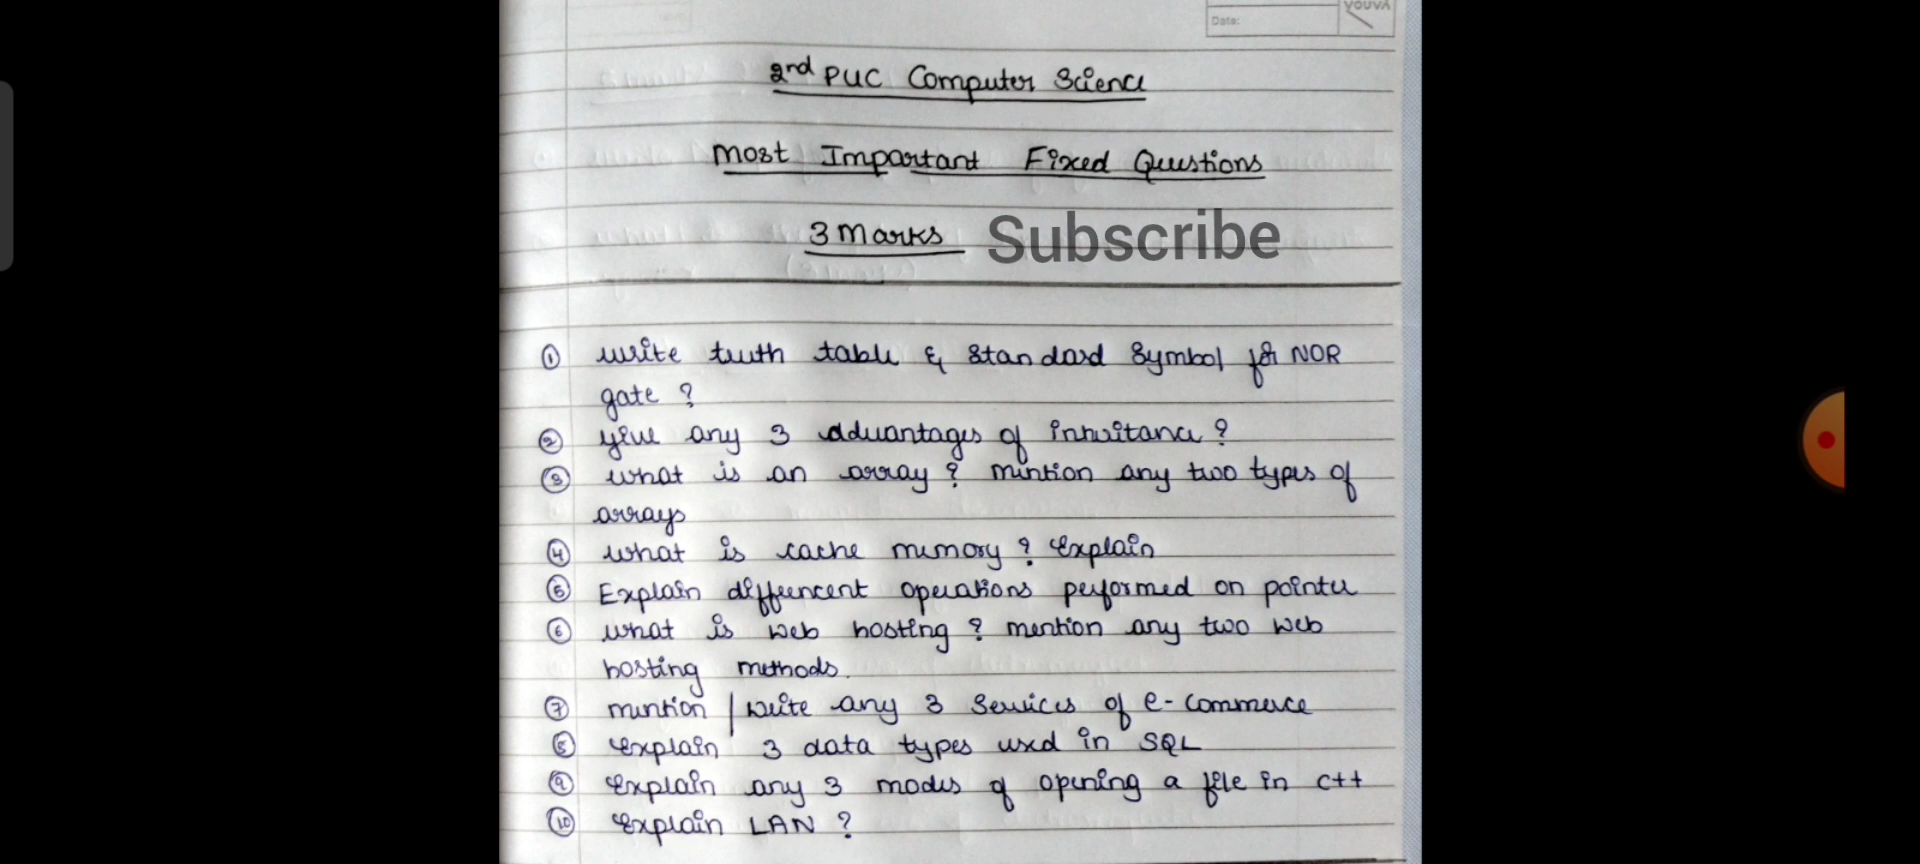 YOUVA
Date:
2nd PUC Computer Science
Most Important Fixed Questions
3 Marks Subscribe
① write truth table & Standard Symbol for NOR
gate ?
② give any 3 advantages of inheritance ?
③ what is an array ? mention any two types of
arrays
④ what is cache memory ? Explain
⑤ Explain differencent operations performed on pointer
⑥ what is web hosting ? mention any two web
hosting methods.
⑦ mention / write any 3 Services of e-commerce
⑧ explain 3 data types used in SQL
⑨ explain any 3 modes of opening a file in c++
⑩ explain LAN ?